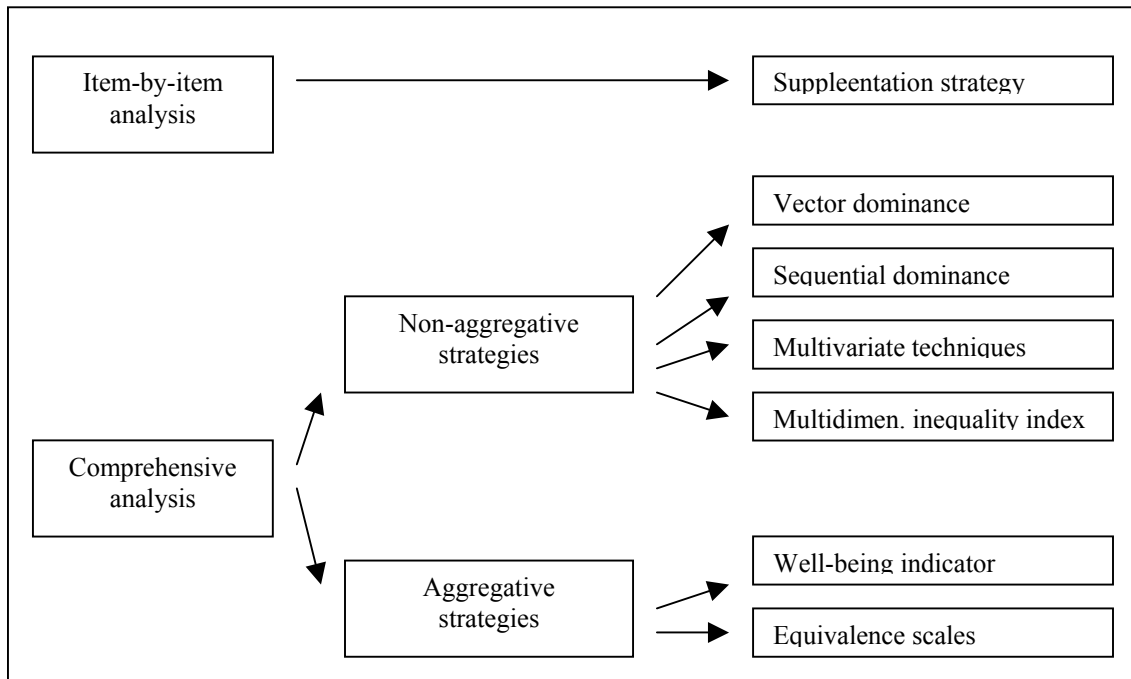 Item-by-item
analysis
Suppleentation strategy
Vector dominance
Sequential dominance
Non-aggregative
strategies
Multivariate techniques
Multidimen. inequality index
Comprehensive
analysis
Well-being indicator
Aggregative
strategies
Equivalence scales